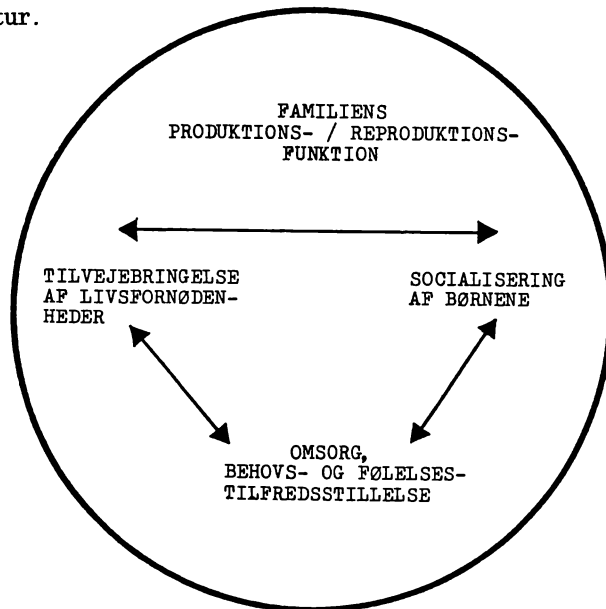 tur.
FAMILIENS
PRODUKTIONS- / REPRODUKTIONS-
FUNKTION
TILVEJEBRINGELSE
AF LIVSFORNØDEN-
HEDER
SOCIALISERING
AF BØRNENE
OMSORG,
BEHOVS- OG FØLELSES-
TILFREDSSTILLELSE